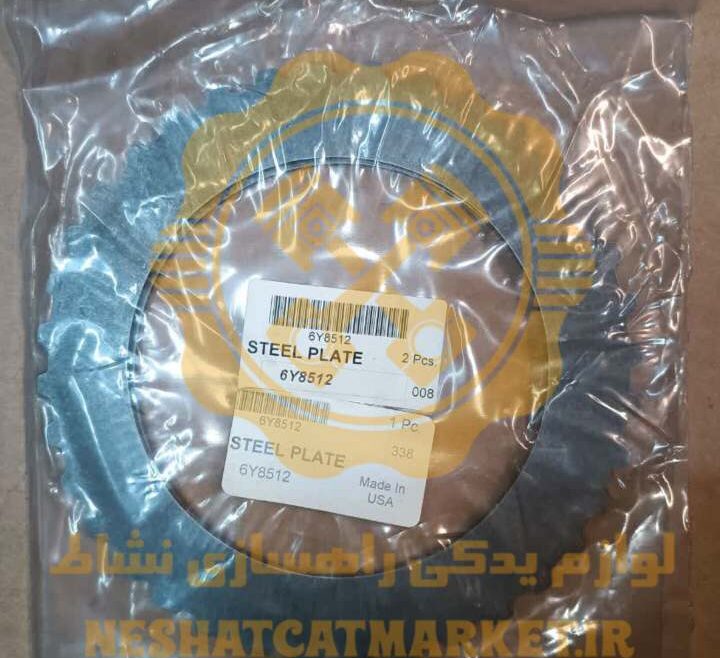 6Y8512
STEEL PLATE 2 Pcs.
6Y8512
008
6Y8512
1 Pc
STEEL PLATE 338
6Y8512
Made In
USA
لوازم یدکی راهسازی نشاط
NESHATCATMARKET.IR